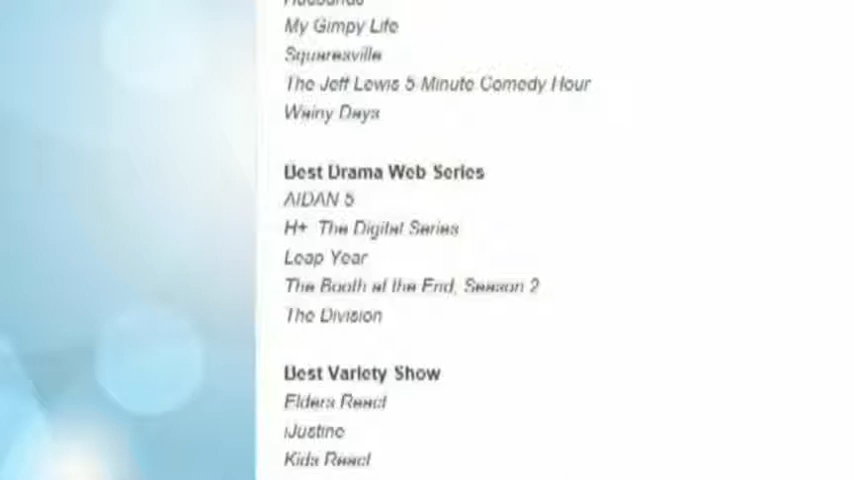 My Gimpy Life
Squaresville
The Jeff Lewis 5 Minute Comedy Hour
Wainy Days
Best Drama Web Series
AIDAN 5
H+ The Digital Series
Leap Year
The Booth at the End, Season 2
The Division
Best Variety Show
Elders React
iJustine
Kids React